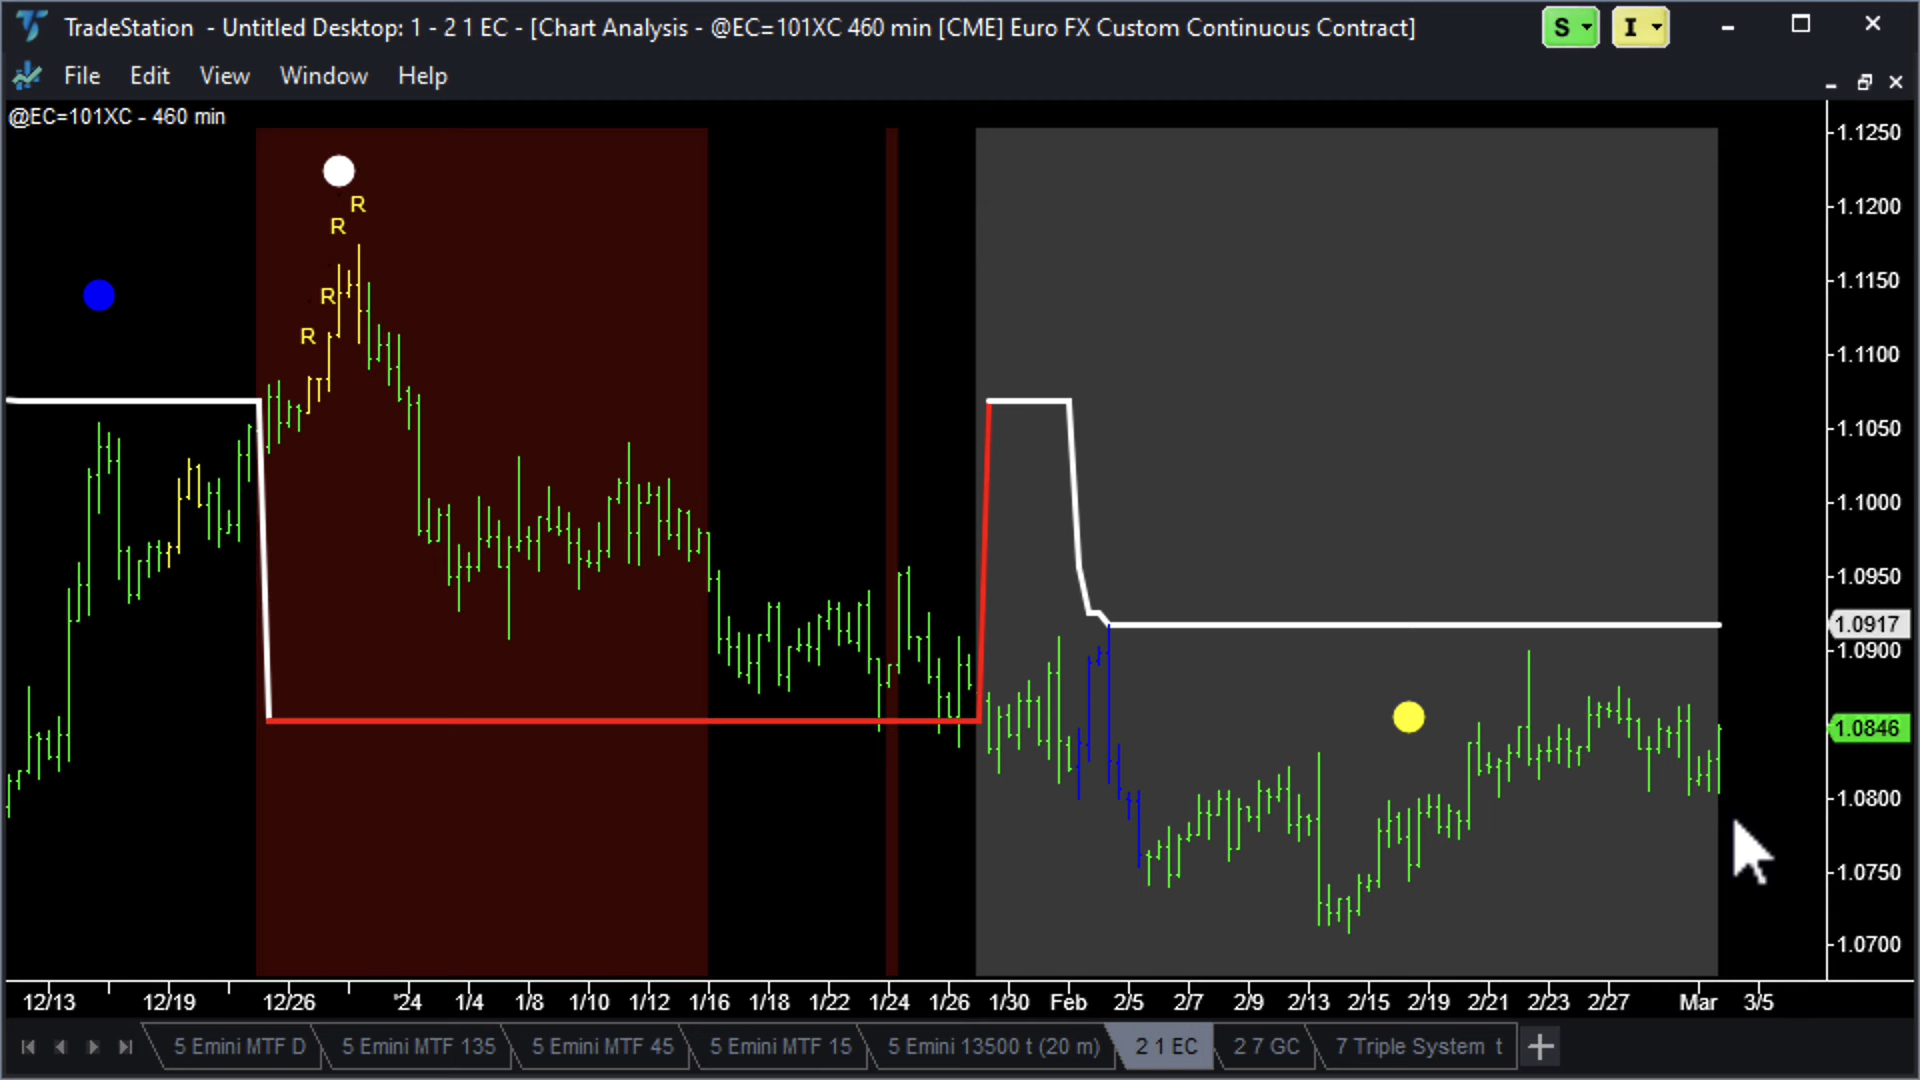 TradeStation - Untitled Desktop: 1 - 2 1 EC - [Chart Analysis - @EC=101XC 460 min [CME] Euro FX Custom Continuous Contract]
S I
File Edit View Window Help
@EC=101XC - 460 min
1.1250
1.1200
R
R
1.1150
R
R
1.1100
1.1050
1.1000
1.0950
1.0917
1.0900
1.0846
1.0800
1.0750
1.0700
12/13 12/19 12/26 '24 1/4 1/8 1/10 1/12 1/16 1/18 1/22 1/24 1/26 1/30 Feb 2/5 2/7 2/9 2/13 2/15 2/19 2/21 2/23 2/27 Mar 3/5
5 Emini MTF D 5 Emini MTF 135 5 Emini MTF 45 5 Emini MTF 15 5 Emini 13500 t (20 m) 2 1 EC 2 7 GC 7 Triple System t